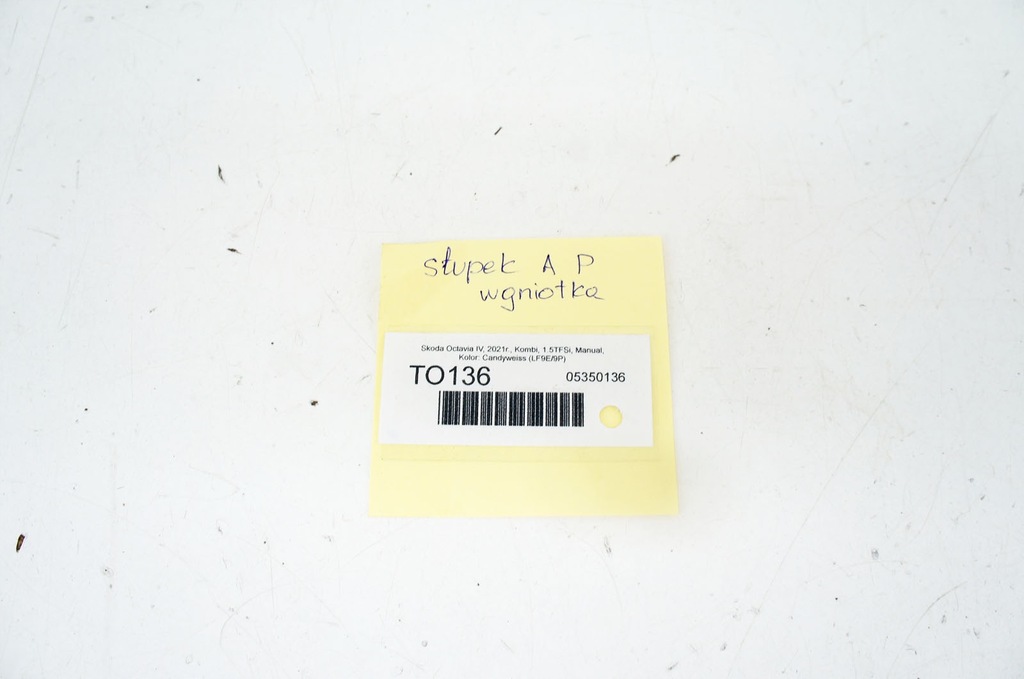 słupek A P
wgniotka
Skoda Octavia IV, 2021r., Kombi, 1.5TFSi, Manual,
Kolor: Candyweiss (LF9E/9P)
TO136 05350136